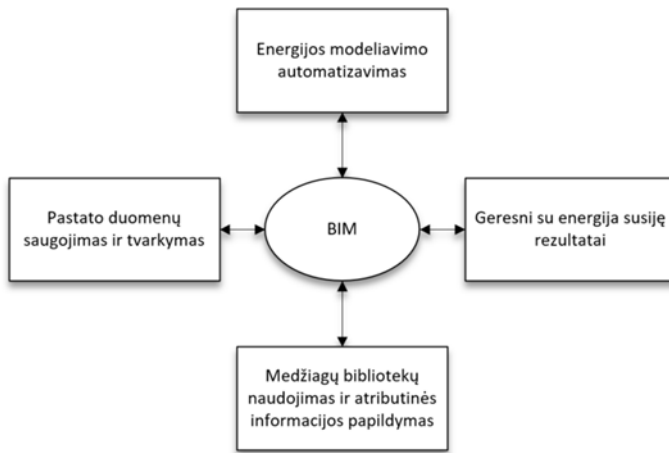 Energijos modeliavimo
automatizavimas
Pastato duomenų
saugojimas ir tvarkymas
BIM
Geresni su energija susiję
rezultatai
Medžiagų bibliotekų
naudojimas ir atributinės
informacijos papildymas